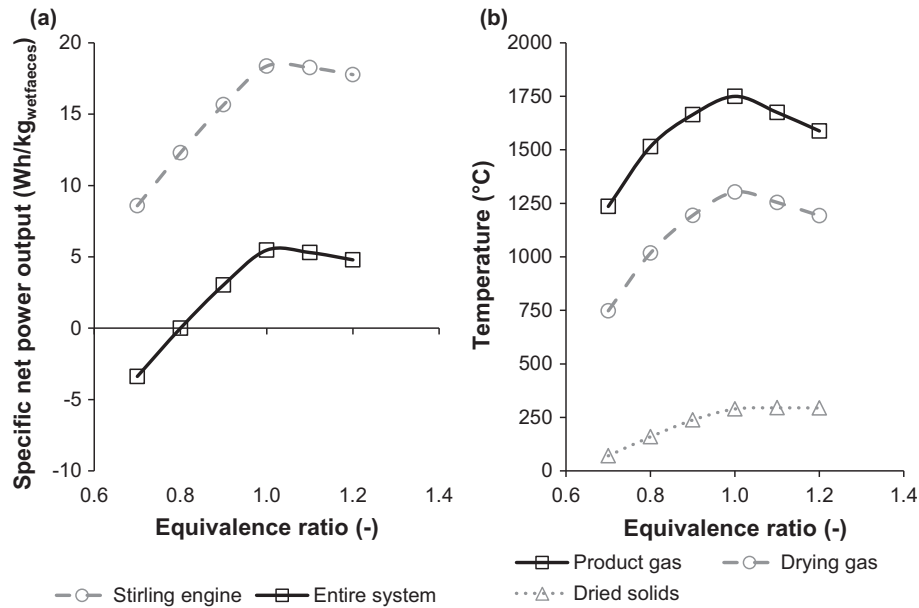 (a)
Specific net power output (Wh/kgwetfaeces)
20
15
10
5
0
-5
-10
0.6 0.8 1.0 1.2 1.4
Equivalence ratio (-)
Stirling engine Entire system
(b)
Temperature (°C)
2000
1750
1500
1250
1000
750
500
250
0
0.6 0.8 1.0 1.2 1.4
Equivalence ratio (-)
Product gas Drying gas
Dried solids